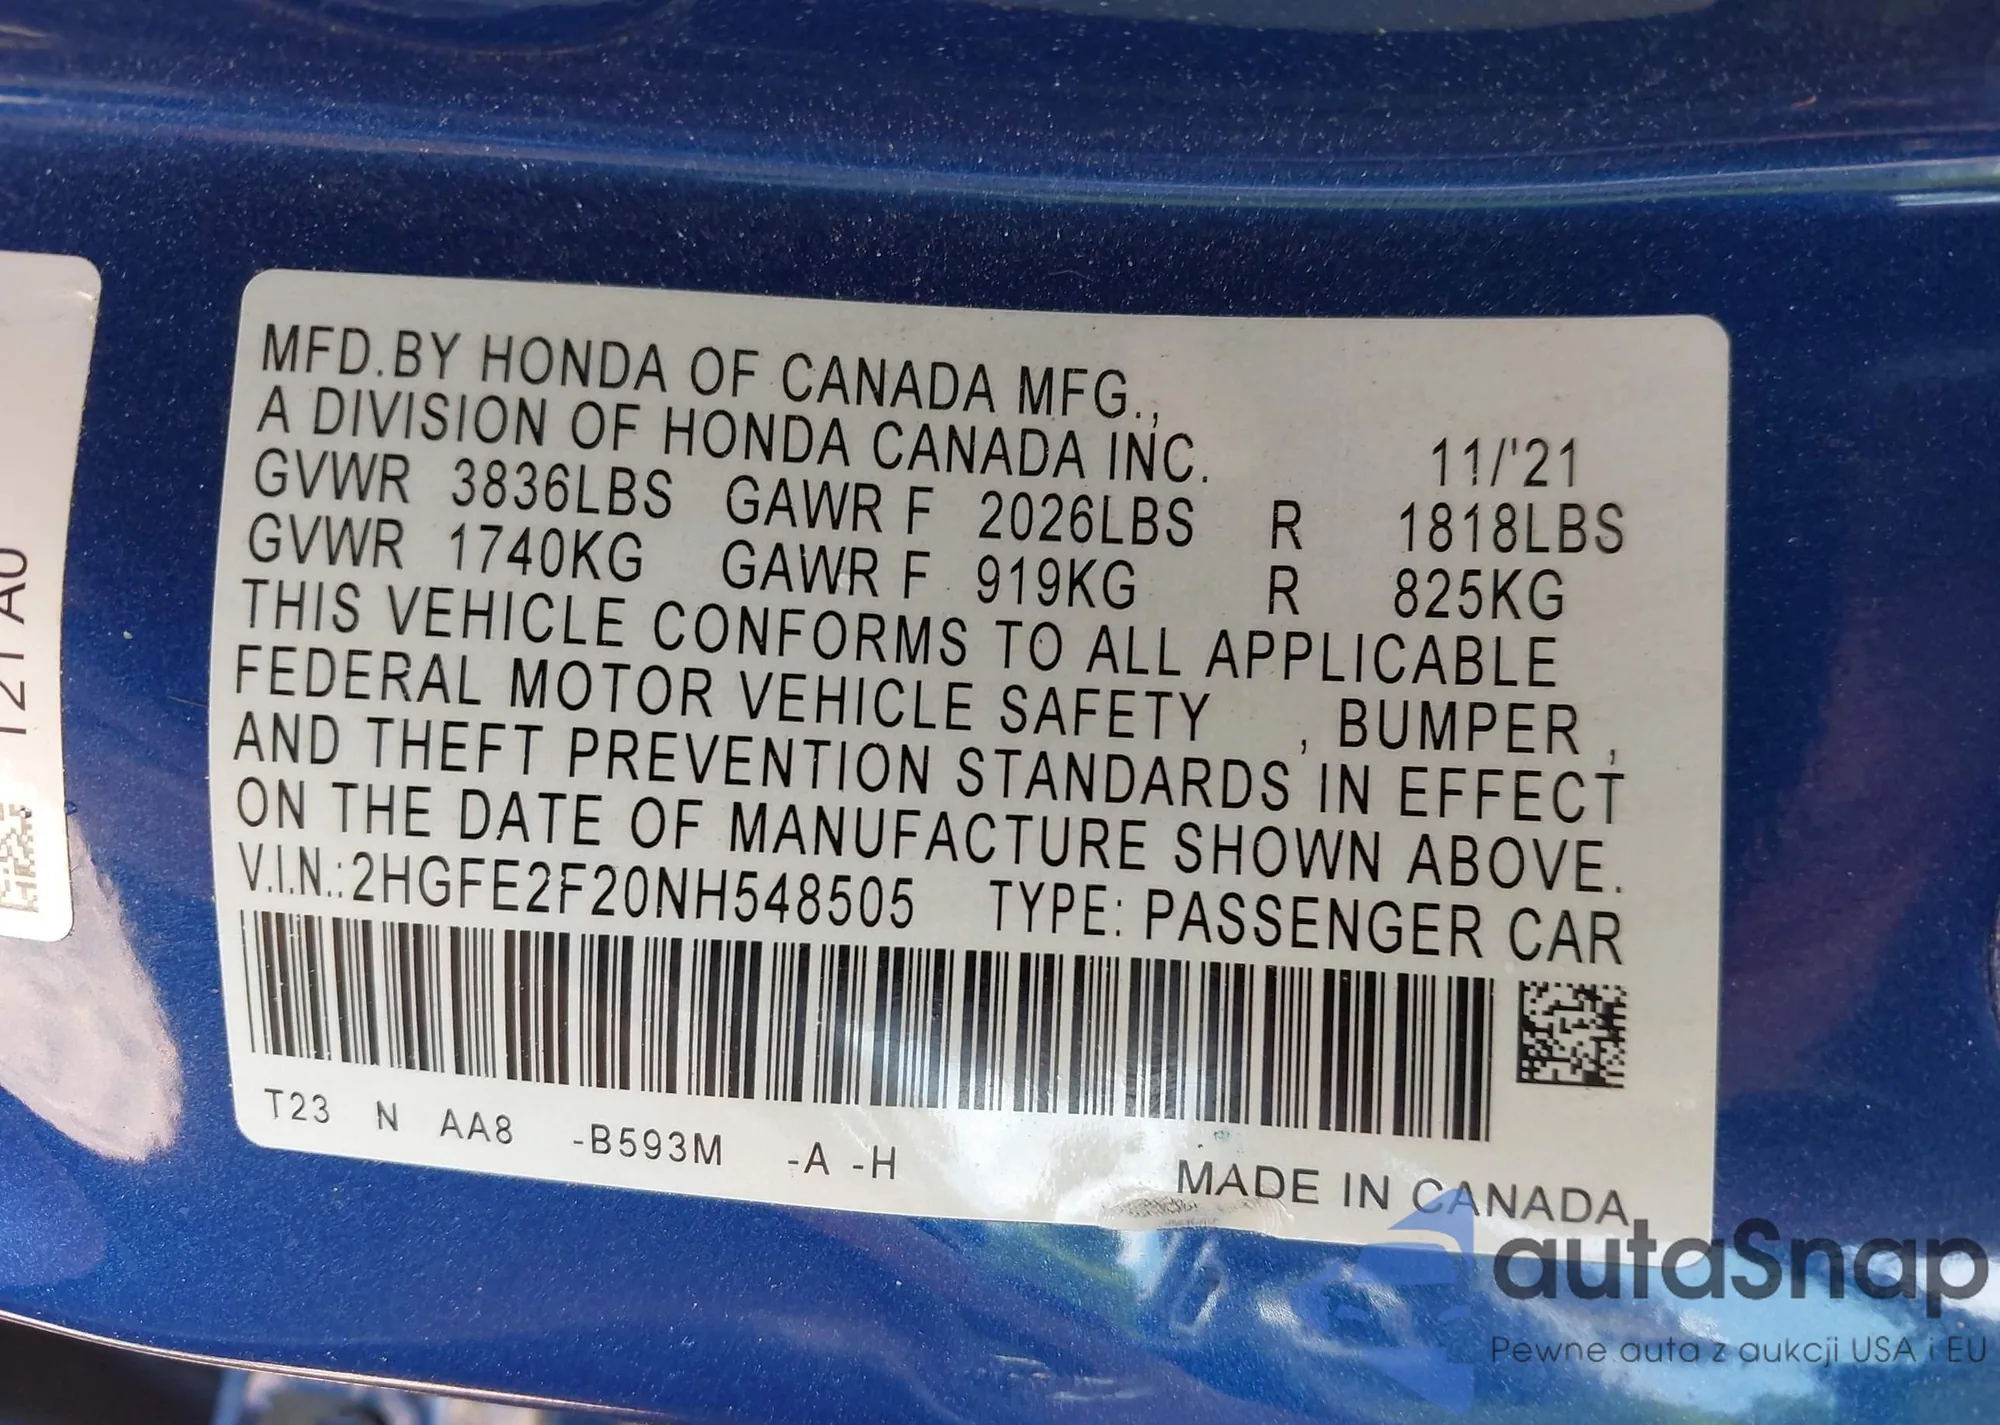 MFD.BY HONDA OF CANADA MFG.,
A DIVISION OF HONDA CANADA INC. 11/'21
GVWR 3836LBS GAWR F 2026LBS R 1818LBS
GVWR 1740KG GAWR F 919KG R 825KG
THIS VEHICLE CONFORMS TO ALL APPLICABLE
FEDERAL MOTOR VEHICLE SAFETY , BUMPER ,
AND THEFT PREVENTION STANDARDS IN EFFECT
ON THE DATE OF MANUFACTURE SHOWN ABOVE.
V.I.N.:2HGFE2F20NH548505 TYPE: PASSENGER CAR
T23 N AA8 -B593M -A -H
MADE IN CANADA
autaSnap
Pewne auta z aukcji USA i EU